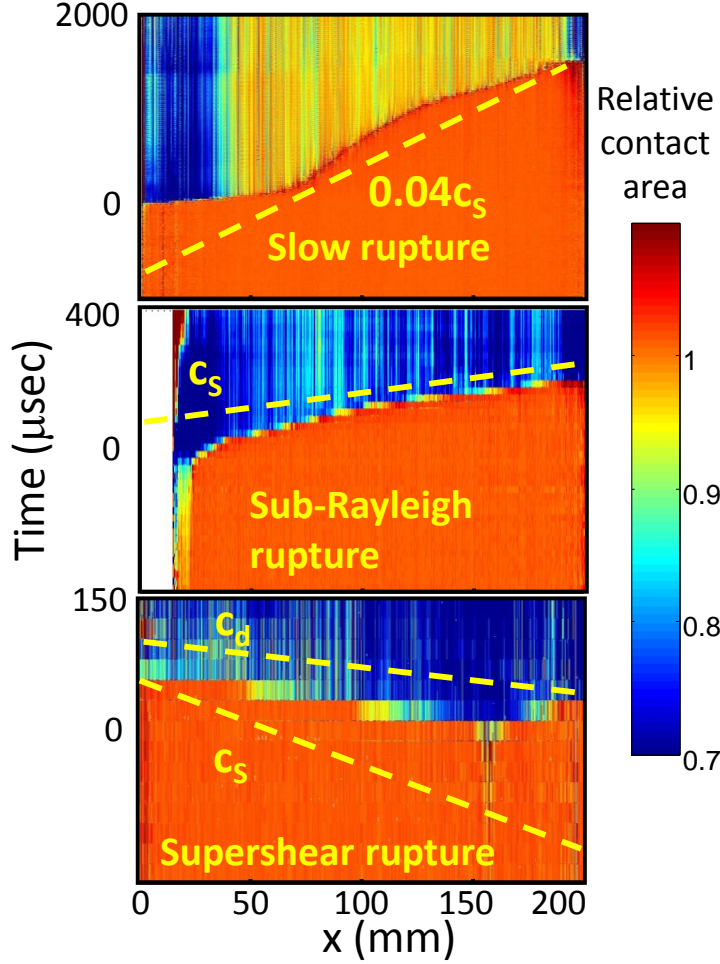 2000
0
0.04cₛ
Slow rupture
Relative
contact
area
400
cₛ
0
Sub-Rayleigh
rupture
Time (μsec)
1
0.9
0.8
0.7
150
c_d
0
cₛ
Supershear rupture
0 50 100 150 200
x (mm)